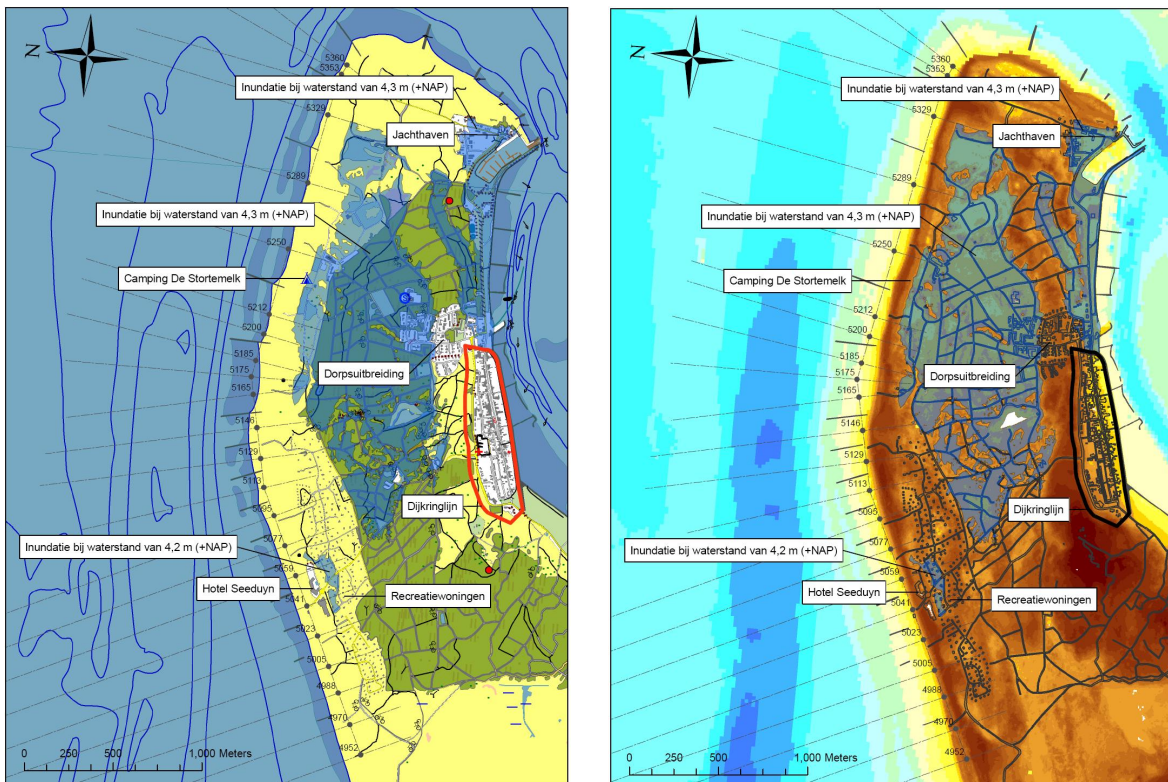 N
5360
5353
Inundatie bij waterstand van 4,3 m (+NAP)
5329
Jachthaven
5289
Inundatie bij waterstand van 4,3 m (+NAP)
5250
Camping De Stortemelk
5212
5200
5185
5175
Dorpsuitbreiding
5165
5146
5129
5113
5095
Dijkringlijn
5077
Inundatie bij waterstand van 4,2 m (+NAP)
5059
Hotel Seeduyn
Recreatiewoningen
5041
5023
5005
4988
4970
4952
0 250 500 1,000 Meters
N
5360
5353
Inundatie bij waterstand van 4,3 m (+NAP)
5329
Jachthaven
5289
Inundatie bij waterstand van 4,3 m (+NAP)
5250
Camping De Stortemelk
5212
5200
5185
5175
Dorpsuitbreiding
5165
5146
5129
5113
5095
Dijkringlijn
5077
Inundatie bij waterstand van 4,2 m (+NAP)
5059
Hotel Seeduyn
Recreatiewoningen
5041
5023
5005
4988
4970
4952
0 250 500 1,000 Meters